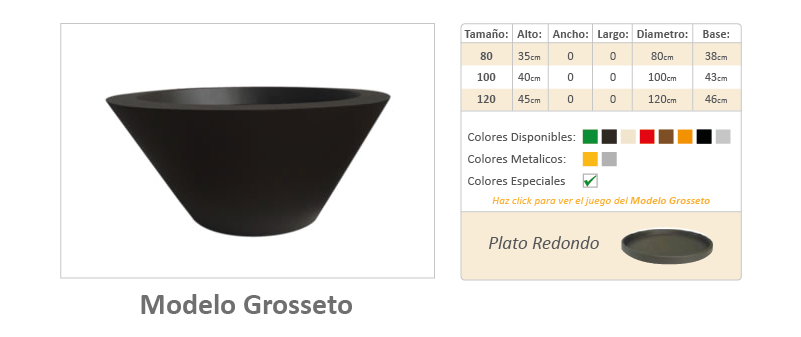 Tamaño: Alto: Ancho: Largo: Diametro: Base:
80 35cm 0 0 80cm 38cm
100 40cm 0 0 100cm 43cm
120 45cm 0 0 120cm 46cm
Colores Disponibles:
Colores Metalicos:
Colores Especiales
Haz click para ver el juego del Modelo Grosseto
Plato Redondo
Modelo Grosseto